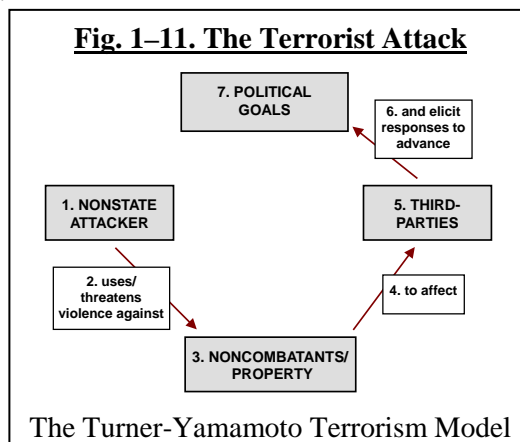 Fig. 1–11. The Terrorist Attack
7. POLITICAL
GOALS
6. and elicit
responses to
advance
1. NONSTATE
ATTACKER
5. THIRD-
PARTIES
2. uses/
threatens
violence against
4. to affect
3. NONCOMBATANTS/
PROPERTY
The Turner-Yamamoto Terrorism Model